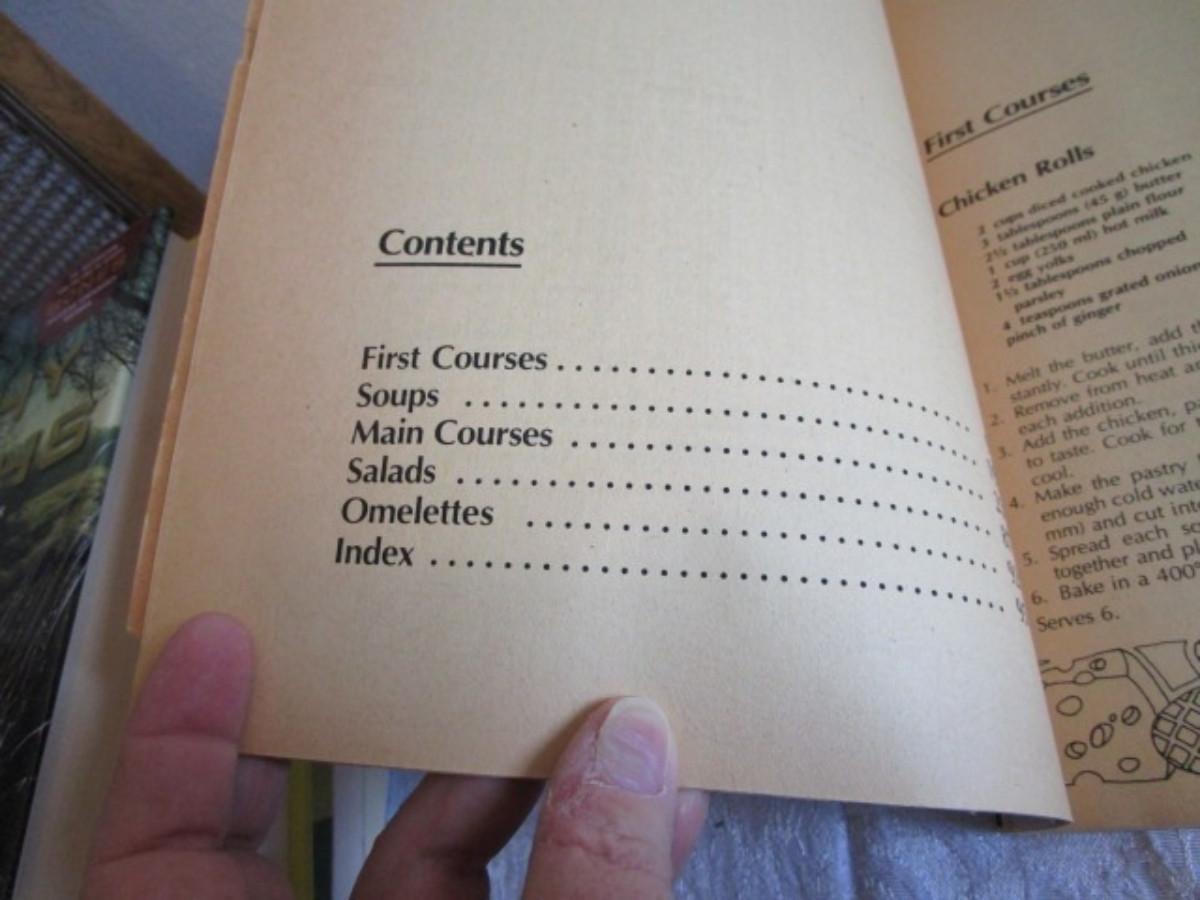 Contents
First Courses . . . . . . . . . . . . . . . . . . . . . . . .
Soups . . . . . . . . . . . . . . . . . . . . . . . . . . . .
Main Courses . . . . . . . . . . . . . . . . . . . . . . . .
Salads . . . . . . . . . . . . . . . . . . . . . . . . . . . .
Omelettes . . . . . . . . . . . . . . . . . . . . . . . . . .
Index . . . . . . . . . . . . . . . . . . . . . . . . . . . . .
First Courses
Chicken Rolls
2 cups diced cooked chicken
3 tablespoons (45 g) butter
2½ tablespoons plain flour
1 cup (250 ml) hot milk
2 egg yolks
1½ tablespoons chopped
parsley
4 teaspoons grated onion
pinch of ginger
1. Melt the butter, add
stantly. Cook until
2. Remove from heat
each addition.
3. Add the chicken,
to taste. Cook for
cool.
4. Make the pastry
enough cold
mm) and cut
5. Spread each
together and
6. Bake in a 400°
Serves 6.